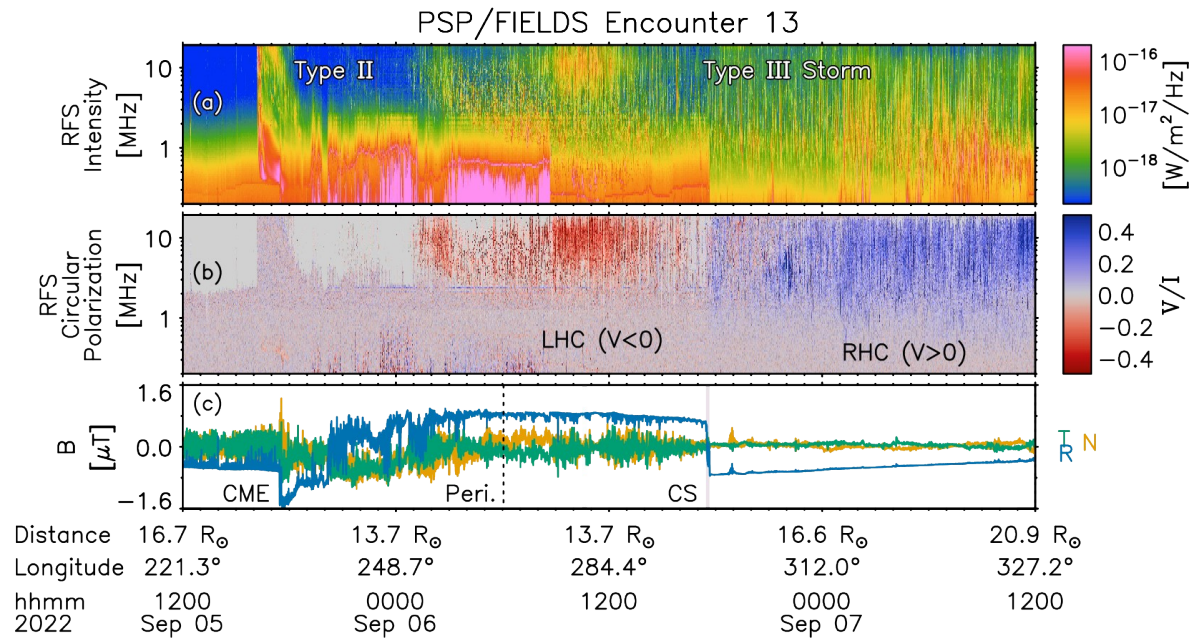 PSP/FIELDS Encounter 13
RFS
Intensity
[MHz]
10
1
(a)
Type II
Type III Storm
10⁻¹⁶
10⁻¹⁷
10⁻¹⁸
[W/m²/Hz]
RFS
Circular
Polarization
[MHz]
10
1
(b)
LHC (V<0)
RHC (V>0)
0.4
0.2
0.0
−0.2
−0.4
V/I
B
[μT]
1.6
0.0
−1.6
(c)
CME
Peri.
CS
T
R
N
Distance 16.7 R⊙ 13.7 R⊙ 13.7 R⊙ 16.6 R⊙ 20.9 R⊙
Longitude 221.3° 248.7° 284.4° 312.0° 327.2°
hhmm 1200 0000 1200 0000 1200
2022 Sep 05 Sep 06 Sep 07